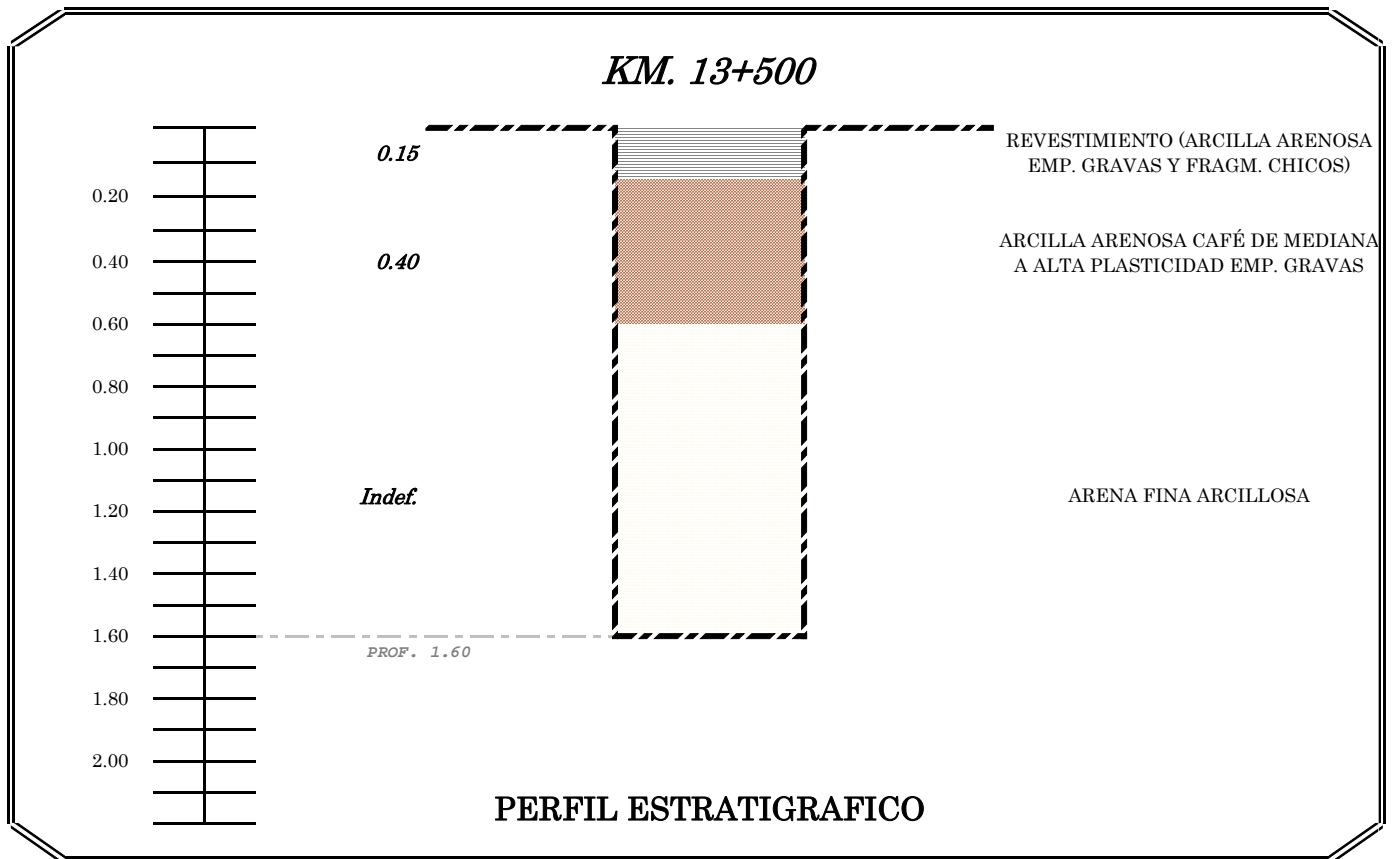 KM. 13+500
0.15
REVESTIMIENTO (ARCILLA ARENOSA
EMP. GRAVAS Y FRAGM. CHICOS)
0.20
ARCILLA ARENOSA CAFÉ DE MEDIANA
0.40
0.40
A ALTA PLASTICIDAD EMP. GRAVAS
0.60
0.80
1.00
Indef.
ARENA FINA ARCILLOSA
1.20
1.40
1.60
PROF. 1.60
1.80
2.00
PERFIL ESTRATIGRAFICO